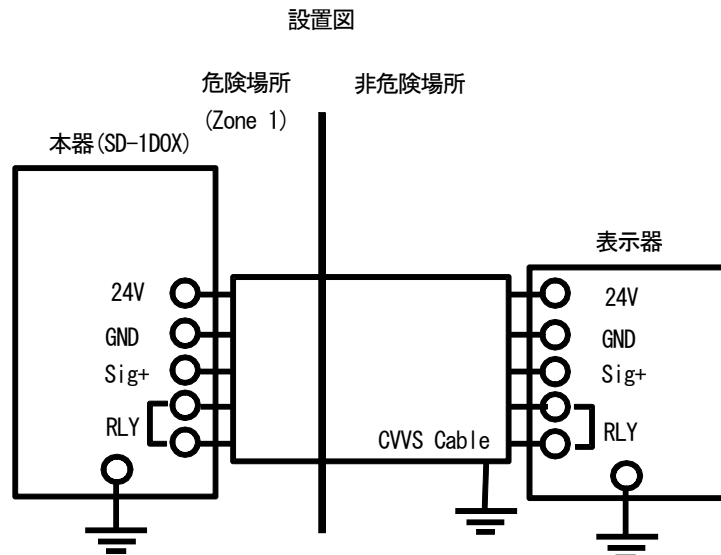 設置図
危険場所
(Zone 1)
非危険場所
本器(SD-1DOX)
表示器
24V
GND
Sig+
RLY
CVVS Cable
24V
GND
Sig+
RLY